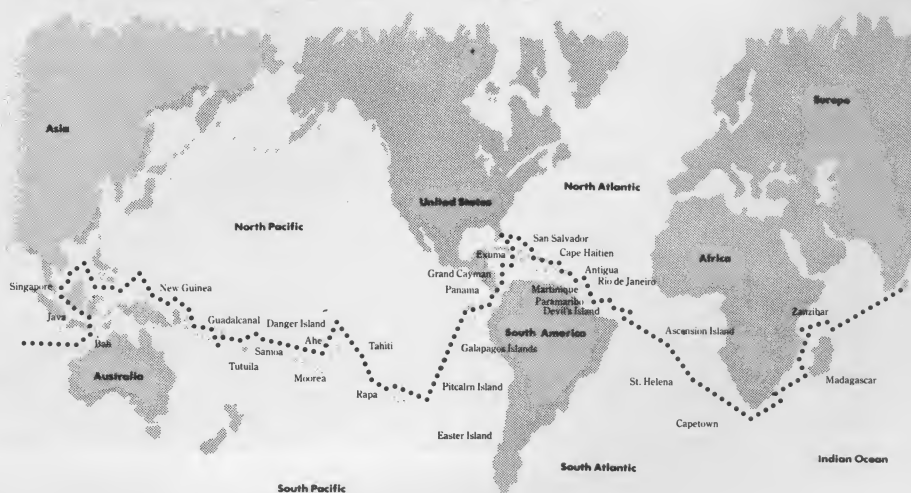 Asia
Europe
North Atlantic
United States
North Pacific
San Salvador
Exuma
Cape Haitien
Africa
Grand Cayman
Antigua
Singapore
New Guinea
Panama
Martinique
Rio de Janeiro
Paramaribo
Devil's Island
Zanzibar
Java
Guadalcanal
Danger Island
South America
Ascension Island
Bali
Ahe
Tahiti
Samoa
Galapagos Islands
Tutuila
Australia
Moorea
Pitcairn Island
St. Helena
Madagascar
Rapa
Capetown
Easter Island
Indian Ocean
South Atlantic
South Pacific